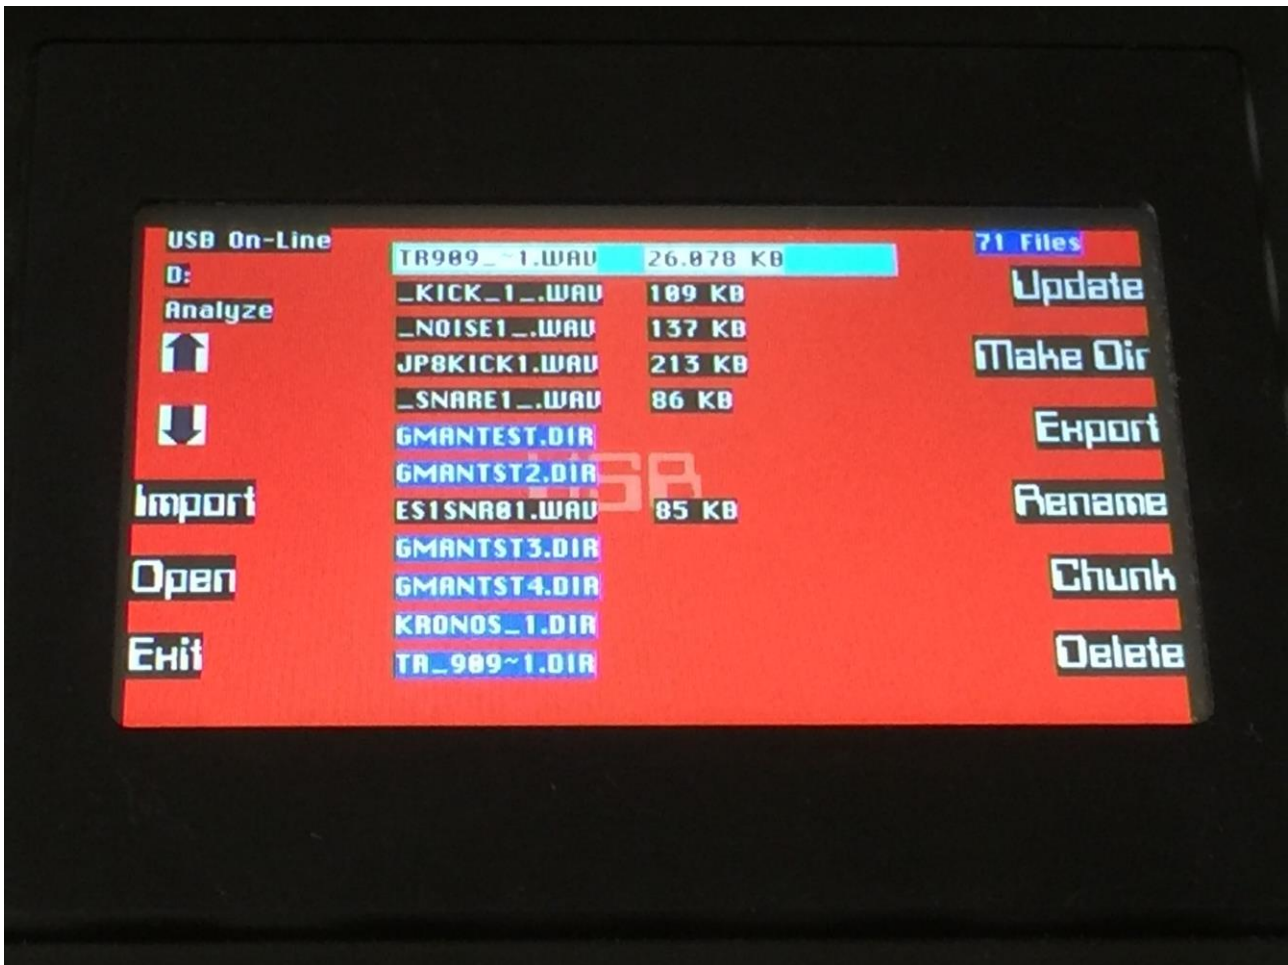 USB On-Line
D:
Analyze
Import
Open
Exit
TR909_~1.WAV 26.078 KB
_KICK_1_.WAV 109 KB
_NOISE1_.WAV 137 KB
JP8KICK1.WAV 213 KB
_SNARE1_.WAV 86 KB
GMANTEST.DIR
GMANTST2.DIR
ES1SNR01.WAV 85 KB
GMANTST3.DIR
GMANTST4.DIR
KRONOS_1.DIR
TR_909~1.DIR
USB
71 Files
Update
Make Dir
Export
Rename
Chunk
Delete